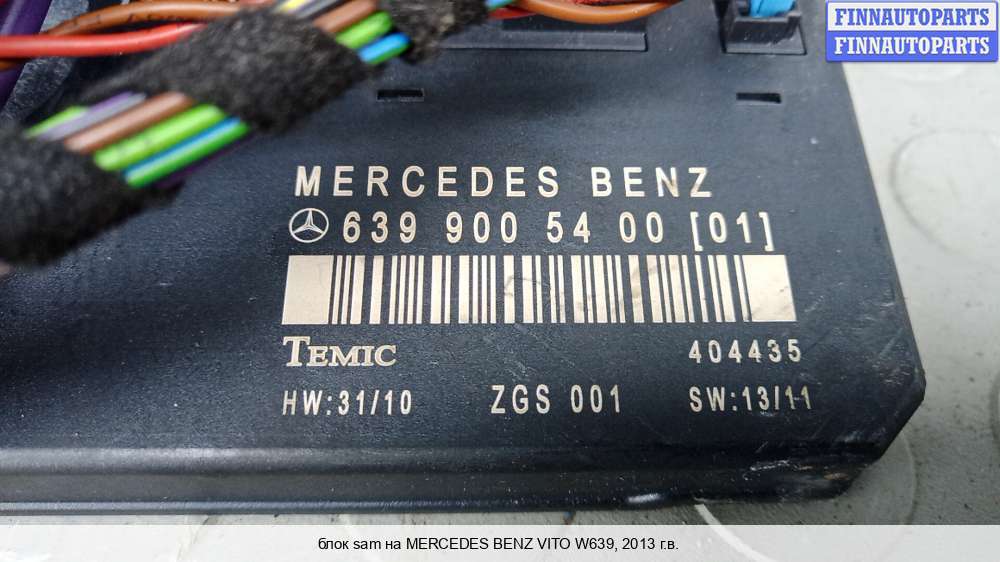 FINNAUTOPARTS
FINNAUTOPARTS
MERCEDES BENZ
639 900 54 00 [01]
TEMIC 404435
HW:31/10 ZGS 001 SW:13/11
блок sam на MERCEDES BENZ VITO W639, 2013 г.в.